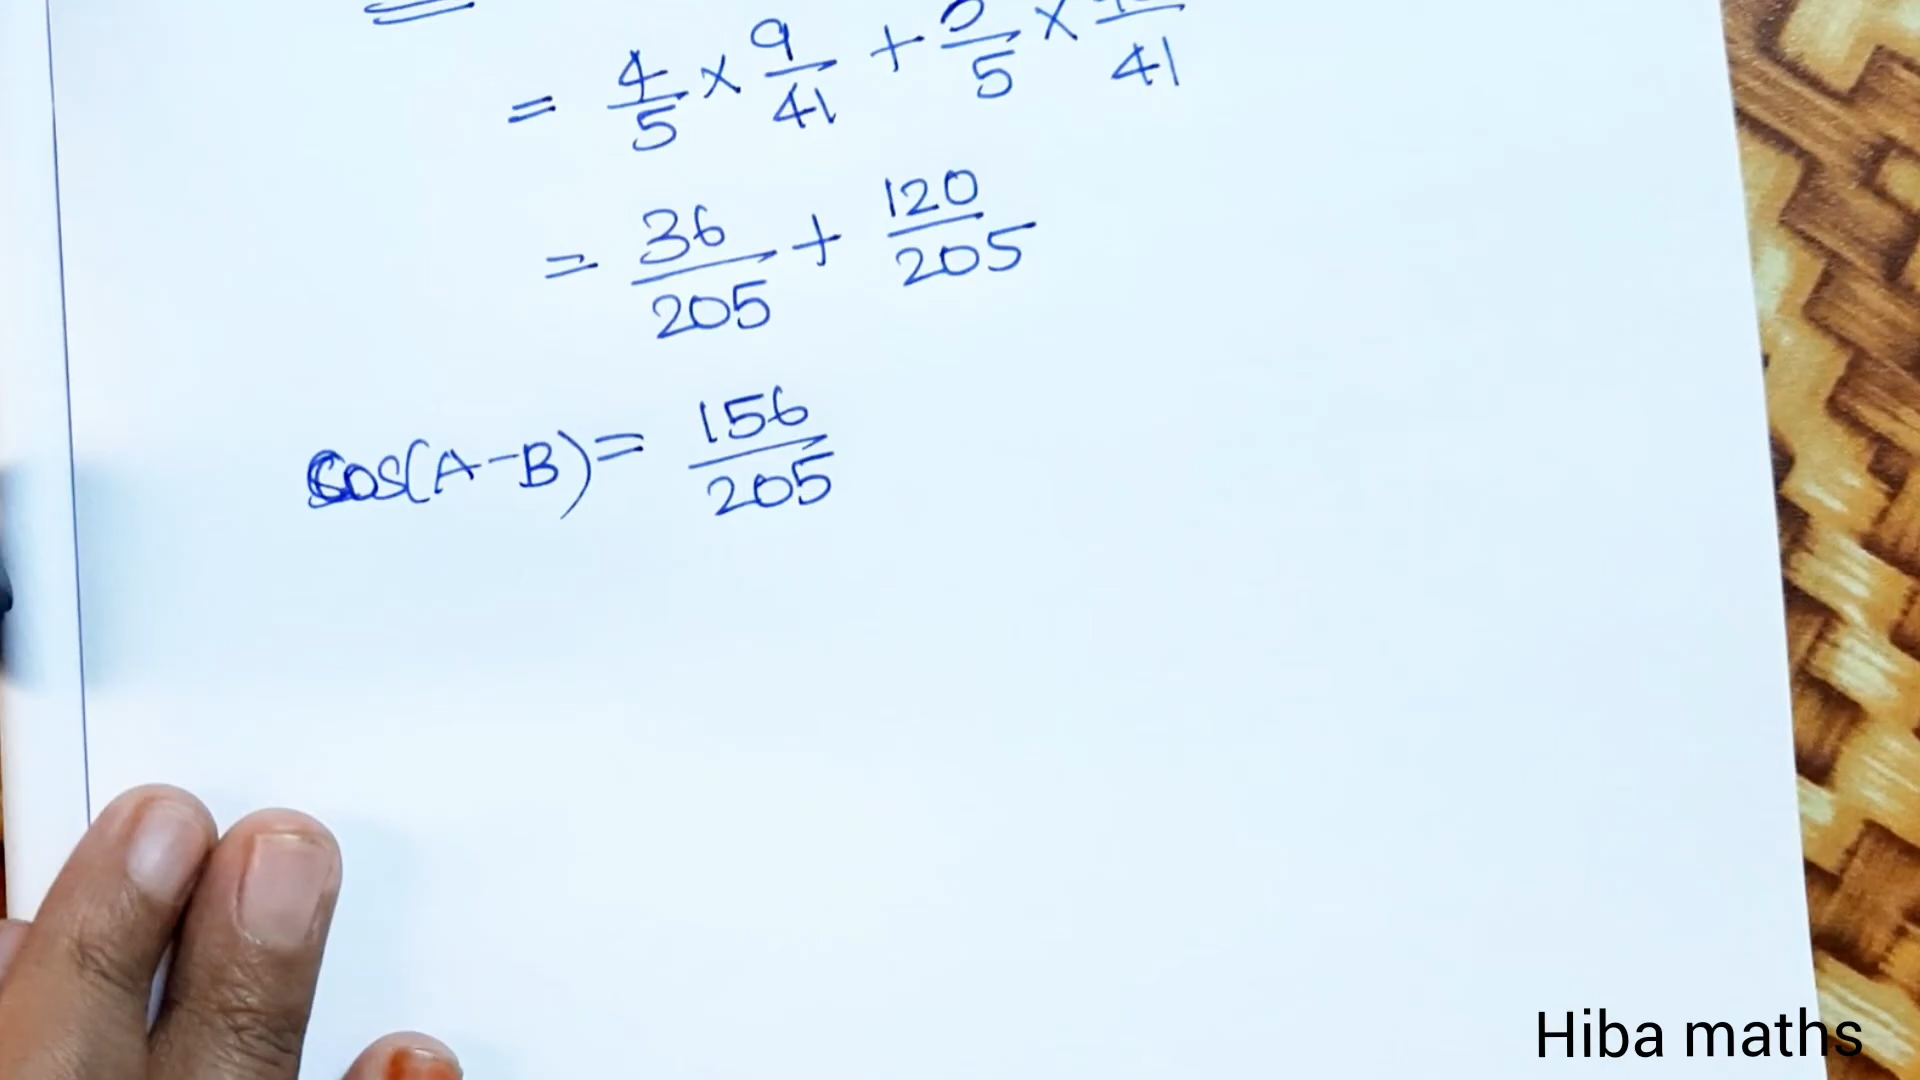 = 4/5 × 9/41 + 3/5 × /41
= 36/205 + 120/205
Cos(A-B) = 156/205
Hiba maths